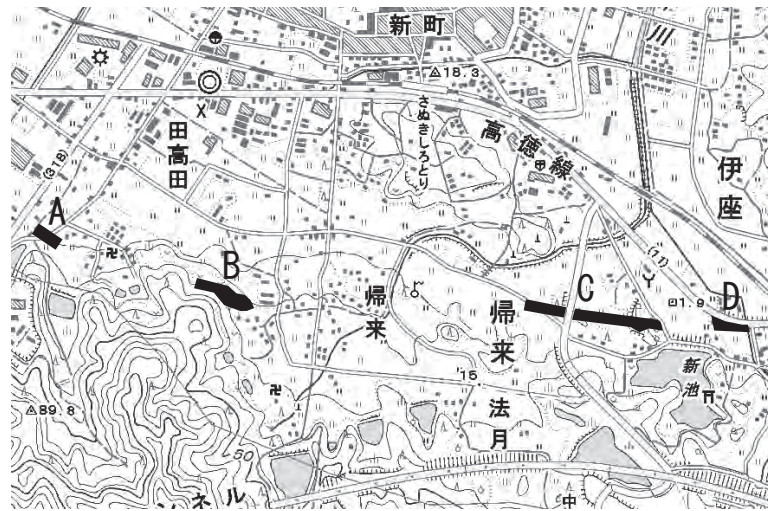 新町
川
18.3
さぬきしろとり
高徳線
伊座
田高田
(318)
A
B
帰来
帰来
C
(11)
1.9
D
新池
15
法月
89.8
50
ンネル
中